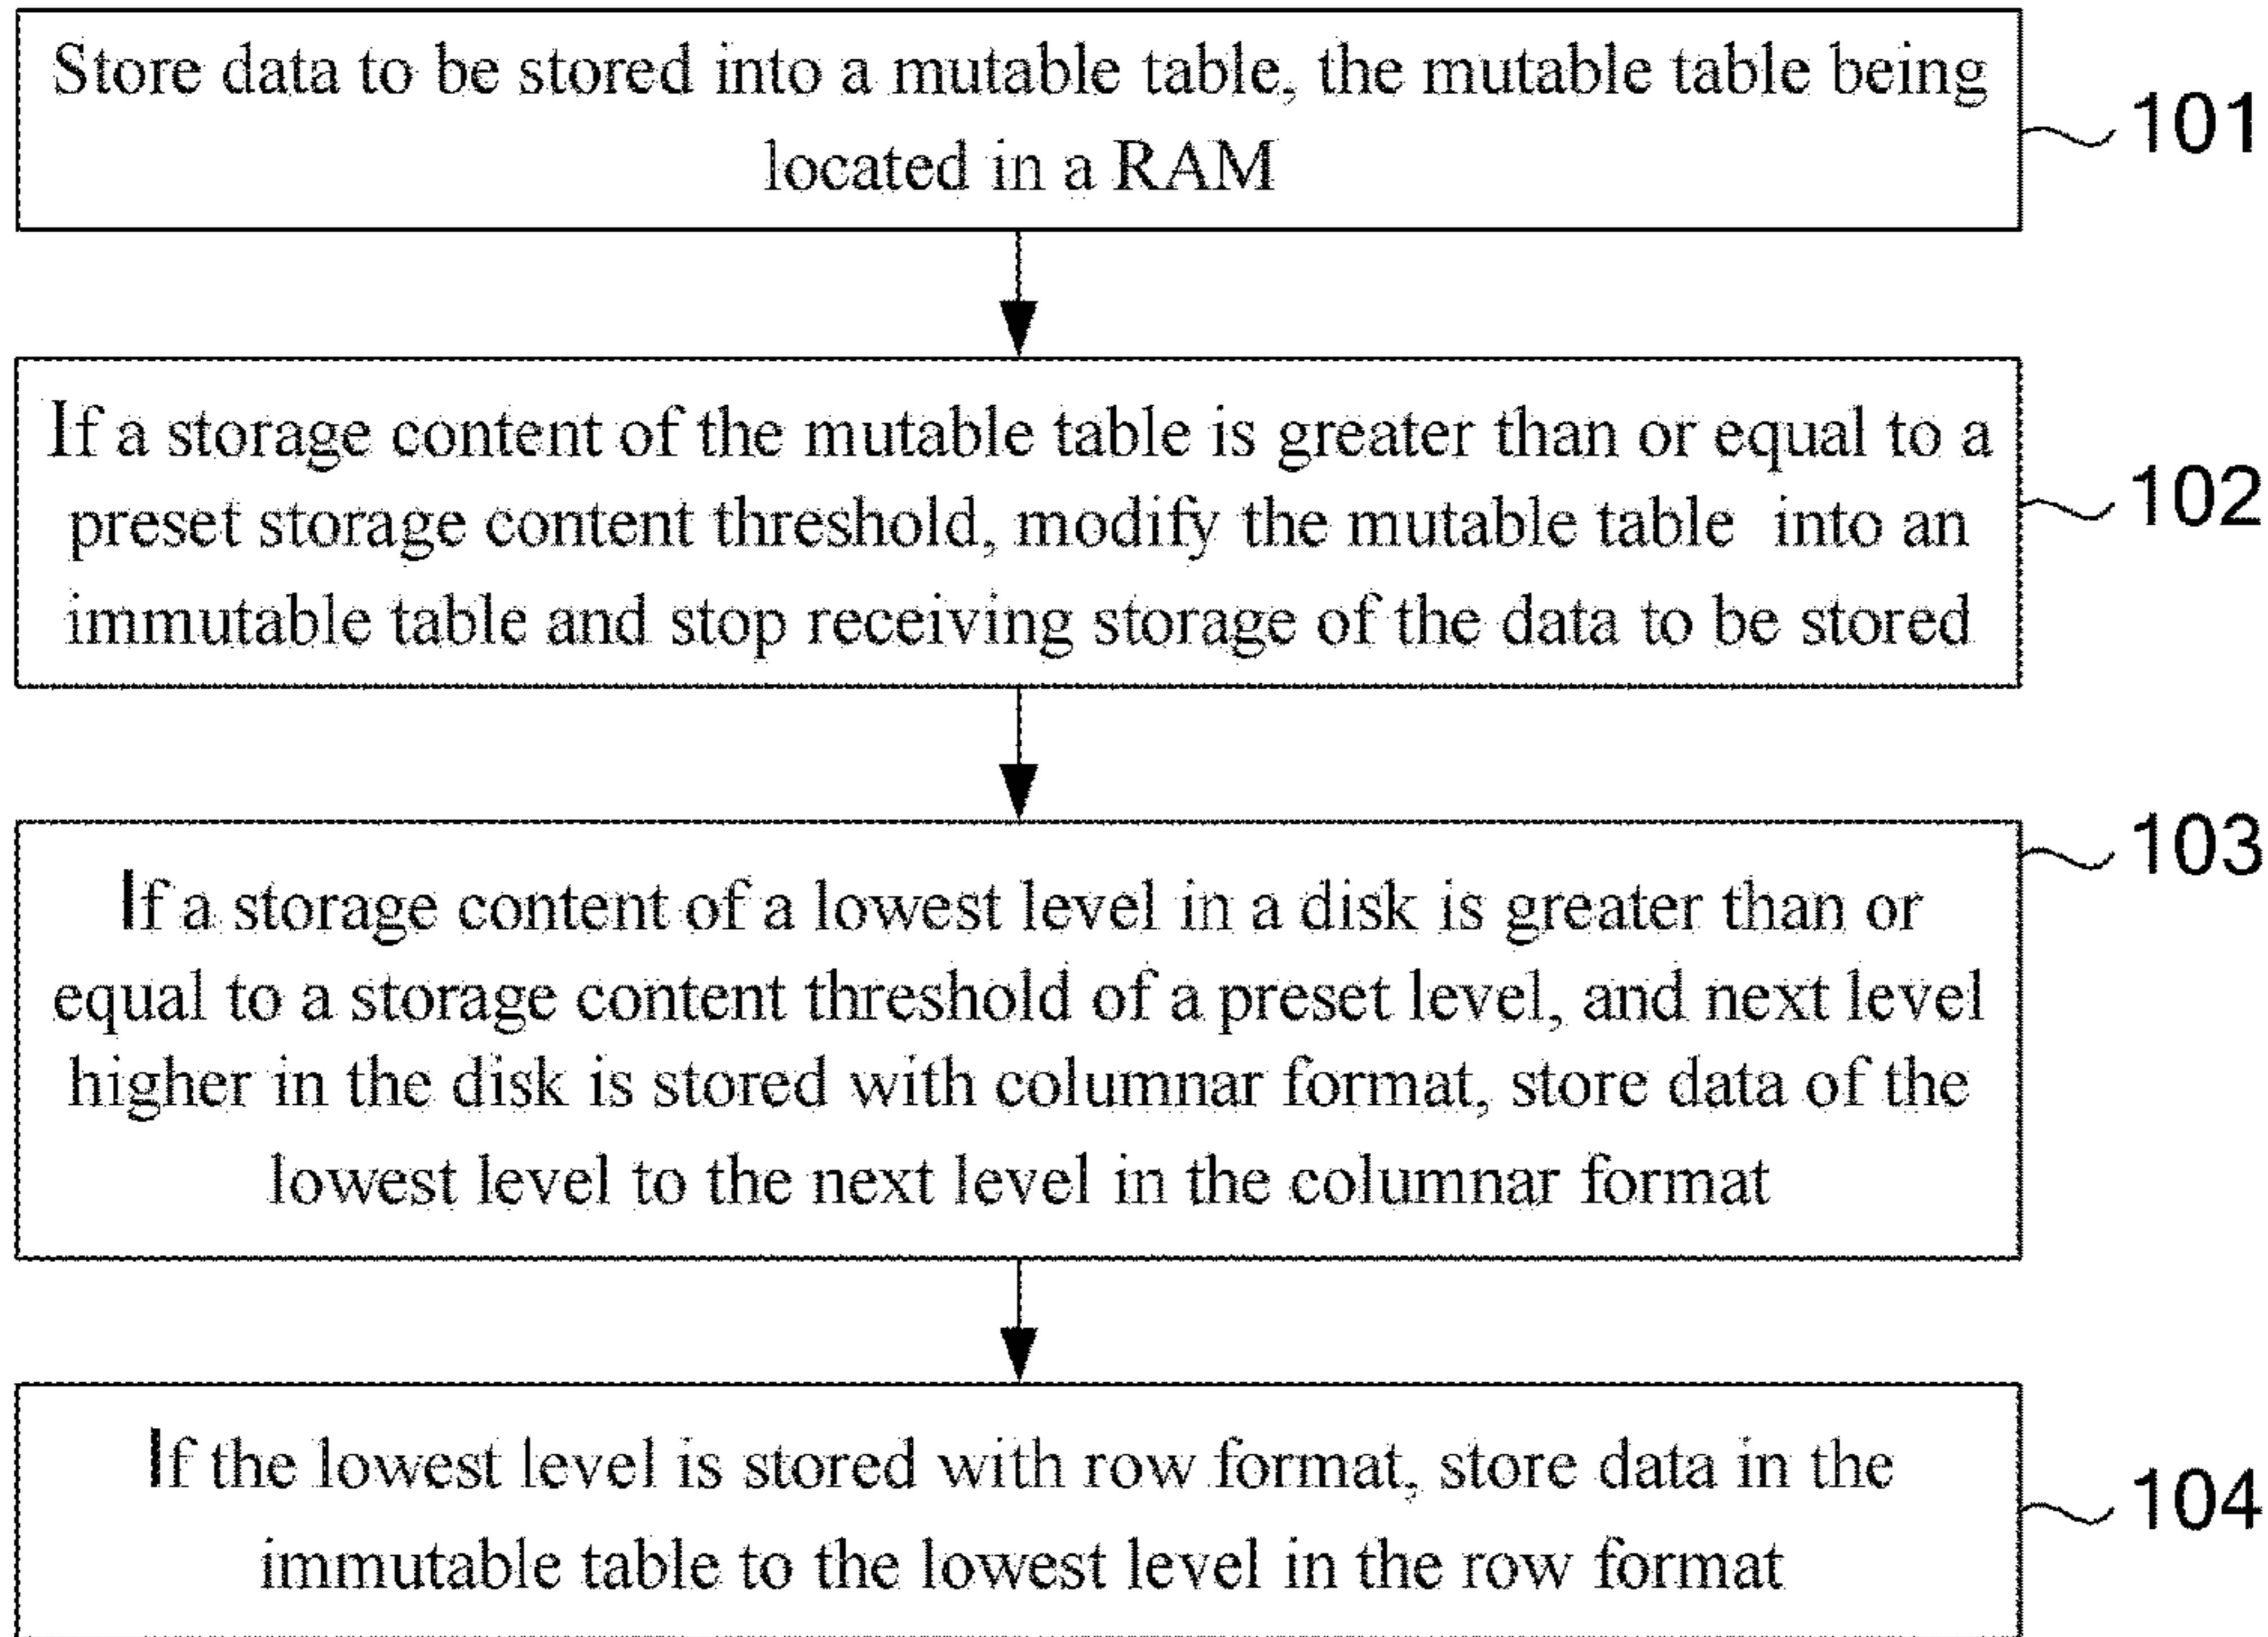 Store data to be stored into a mutable table, the mutable table being
located in a RAM
101
If a storage content of the mutable table is greater than or equal to a
preset storage content threshold, modify the mutable table into an
immutable table and stop receiving storage of the data to be stored
102
If a storage content of a lowest level in a disk is greater than or
equal to a storage content threshold of a preset level, and next level
higher in the disk is stored with columnar format, store data of the
lowest level to the next level in the columnar format
103
If the lowest level is stored with row format, store data in the
immutable table to the lowest level in the row format
104